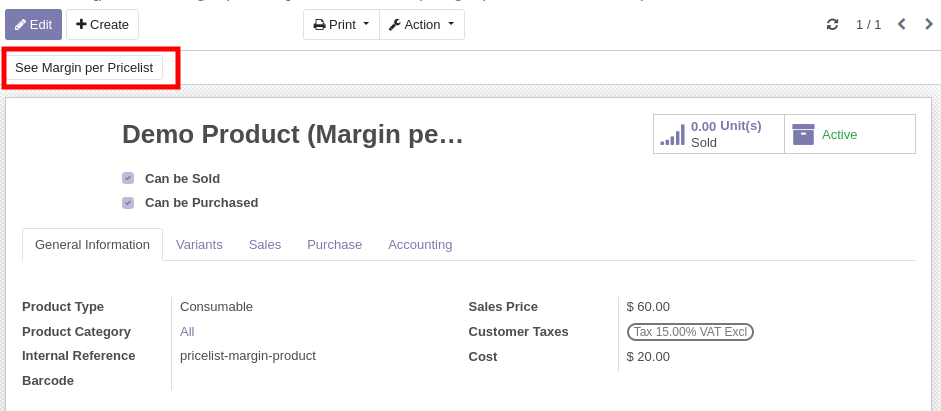 Edit
Create
Print
Action
1 / 1
See Margin per Pricelist
Demo Product (Margin pe…
0.00 Unit(s)
Sold
Active
Can be Sold
Can be Purchased
General Information Variants Sales Purchase Accounting
Product Type Consumable Sales Price $ 60.00
Product Category All Customer Taxes Tax 15.00% VAT Excl
Internal Reference pricelist-margin-product Cost $ 20.00
Barcode